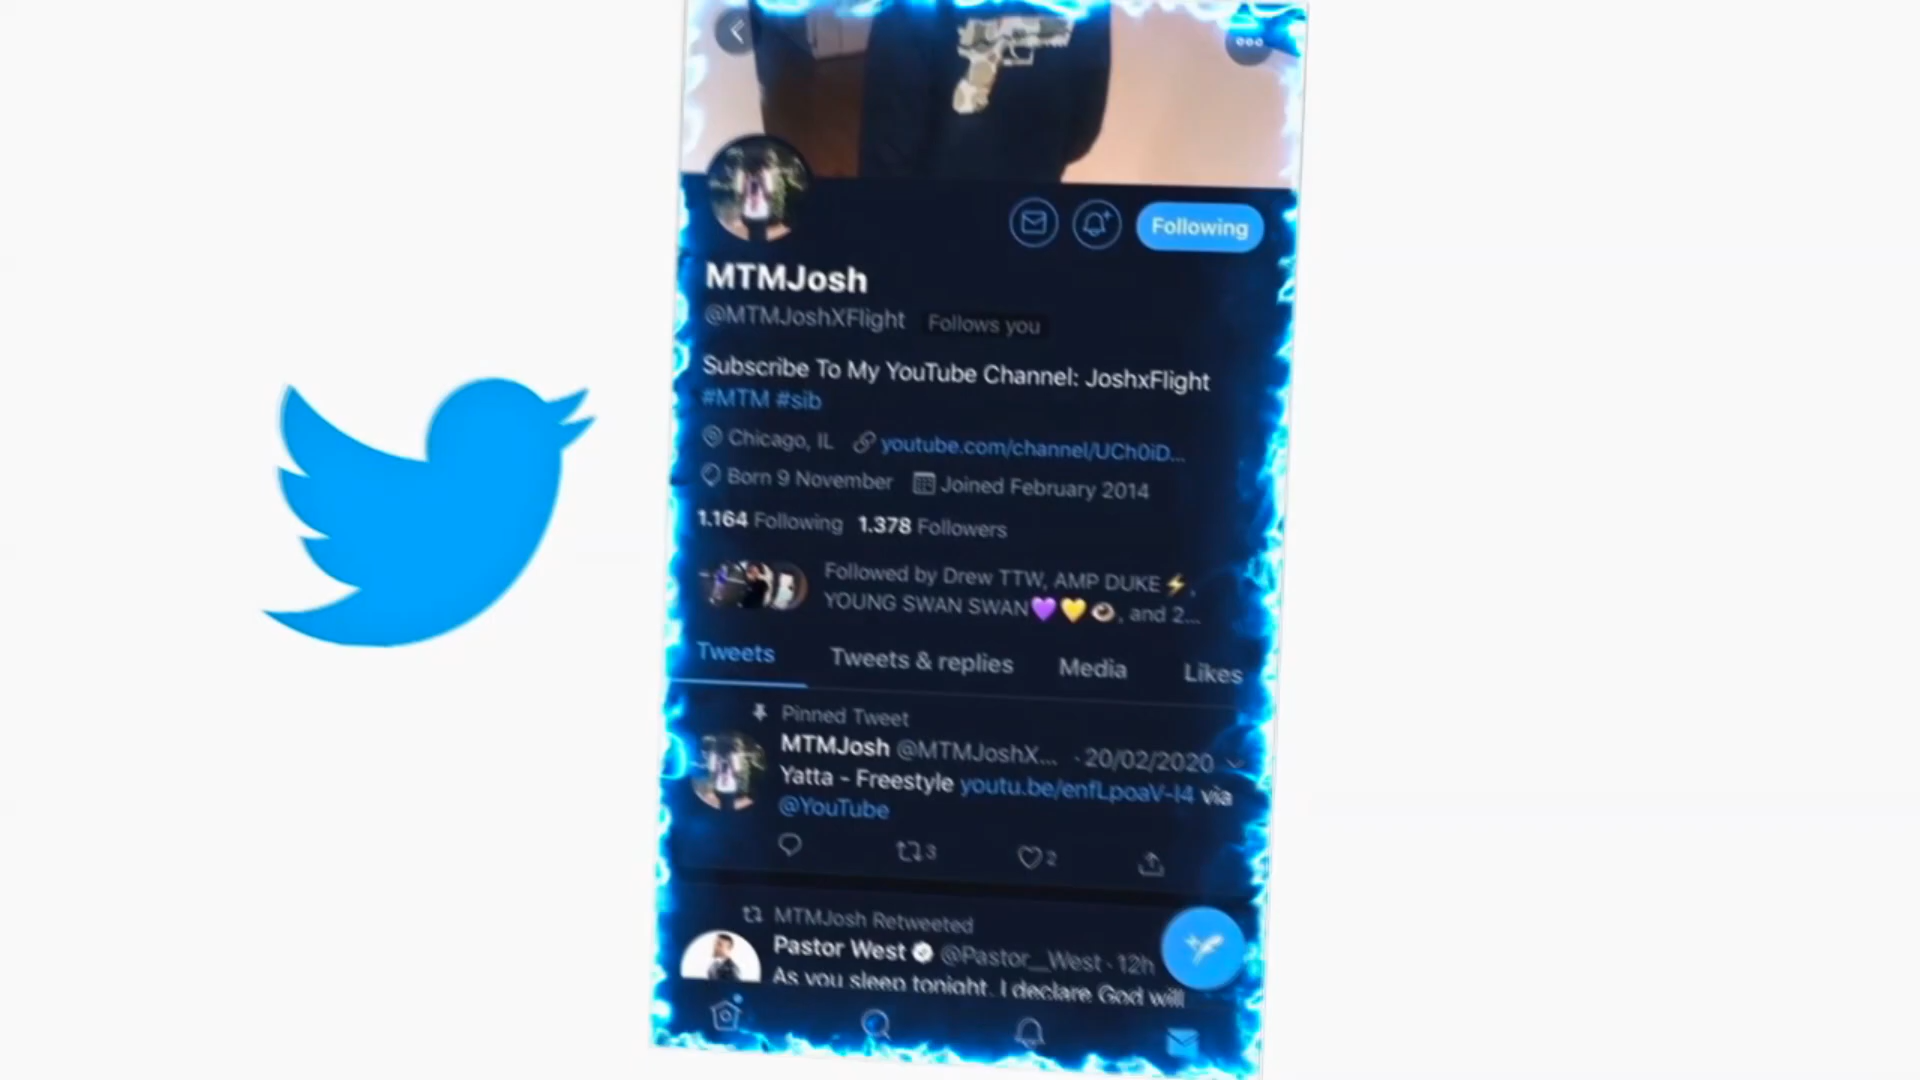 Following
MTMJosh
@MTMJoshXFlight Follows you
Subscribe To My YouTube Channel: JoshxFlight
#MTM #sib
Chicago, IL youtube.com/channel/UCh0iD...
Born 9 November Joined February 2014
1.164 Following 1.378 Followers
Followed by Drew TTW, AMP DUKE⚡,
YOUNG SWAN SWAN💜💛👁, and 2...
Tweets Tweets & replies Media Likes
Pinned Tweet
MTMJosh @MTMJoshX... · 20/02/2020
Yatta - Freestyle youtu.be/enfLpoaV-I4 via
@YouTube
3 2
MTMJosh Retweeted
Pastor West @Pastor__West · 12h
As you sleep tonight, I declare God will